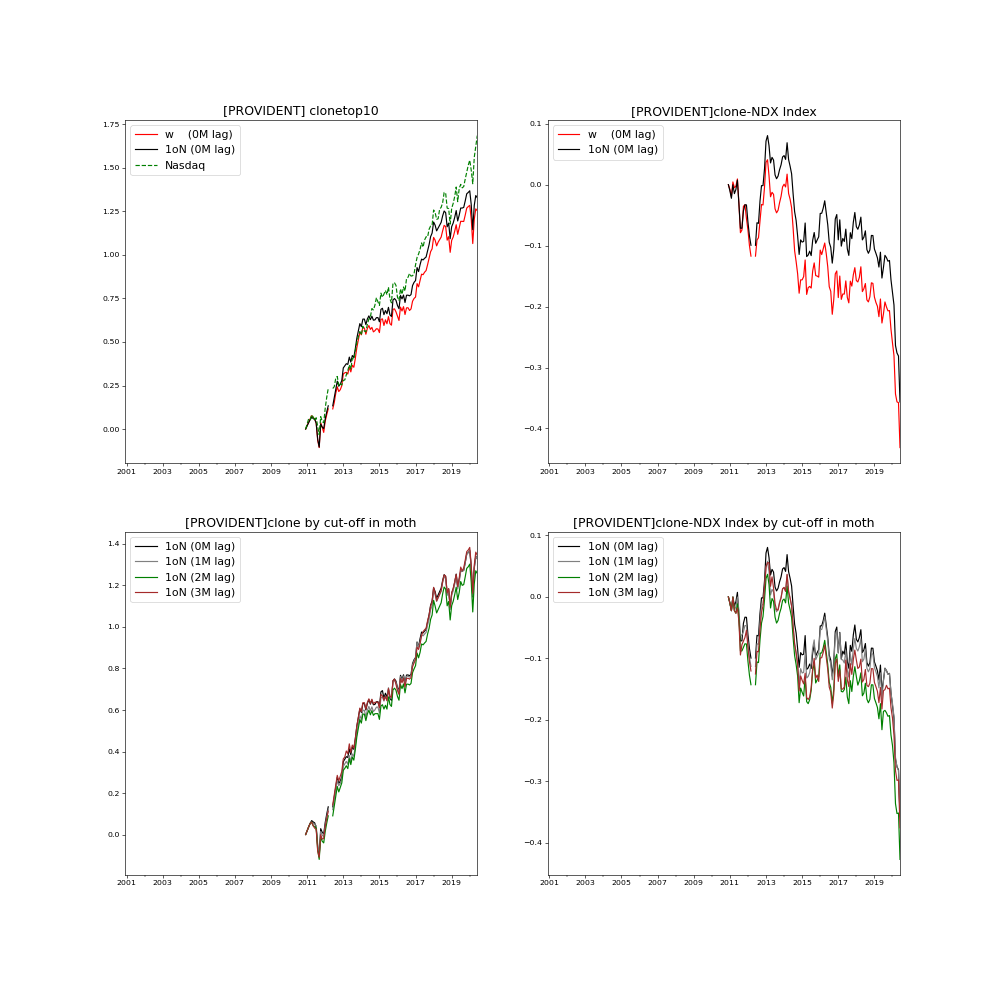 [PROVIDENT] clonetop10
w    (0M lag)
1oN (0M lag)
Nasdaq
1.75
1.50
1.25
1.00
0.75
0.50
0.25
0.00
2001 2003 2005 2007 2009 2011 2013 2015 2017 2019
[PROVIDENT]clone-NDX Index
w    (0M lag)
1oN (0M lag)
0.1
0.0
−0.1
−0.2
−0.3
−0.4
2001 2003 2005 2007 2009 2011 2013 2015 2017 2019
[PROVIDENT]clone by cut-off in moth
1oN (0M lag)
1oN (1M lag)
1oN (2M lag)
1oN (3M lag)
1.4
1.2
1.0
0.8
0.6
0.4
0.2
0.0
2001 2003 2005 2007 2009 2011 2013 2015 2017 2019
[PROVIDENT]clone-NDX Index by cut-off in moth
1oN (0M lag)
1oN (1M lag)
1oN (2M lag)
1oN (3M lag)
0.1
0.0
−0.1
−0.2
−0.3
−0.4
2001 2003 2005 2007 2009 2011 2013 2015 2017 2019